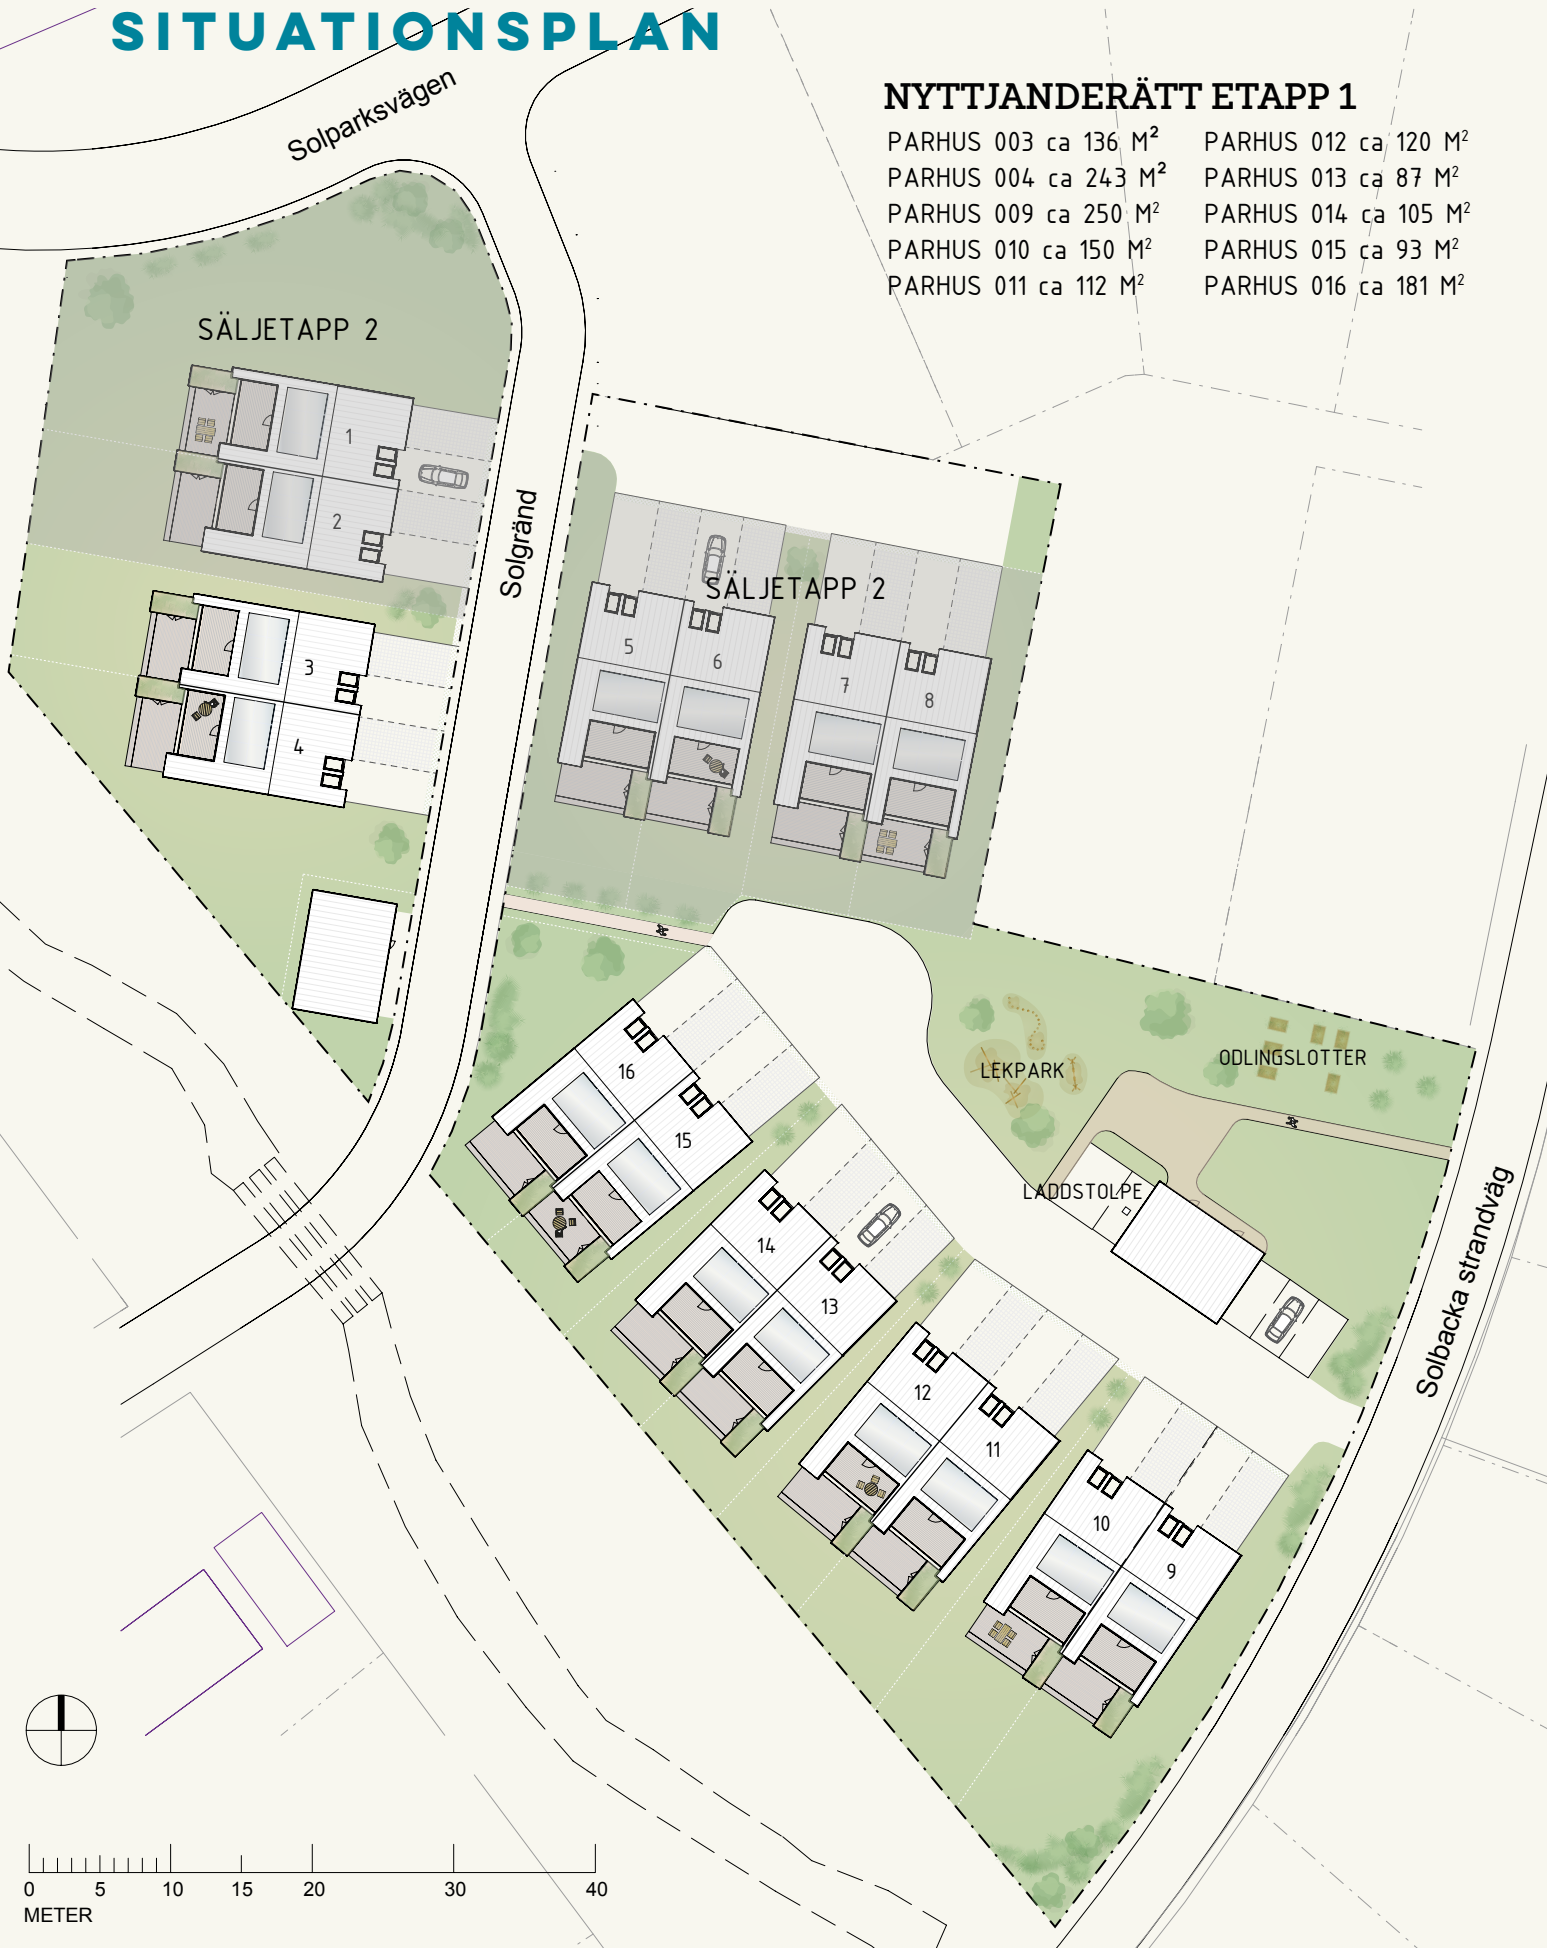 SITUATIONSPLAN
Solparksvägen
NYTTJANDERÄTT ETAPP 1
PARHUS 003 ca 136 M²
PARHUS 004 ca 243 M²
PARHUS 009 ca 250 M²
PARHUS 010 ca 150 M²
PARHUS 011 ca 112 M²
PARHUS 012 ca 120 M²
PARHUS 013 ca 87 M²
PARHUS 014 ca 105 M²
PARHUS 015 ca 93 M²
PARHUS 016 ca 181 M²
SÄLJETAPP 2
1
2
3
4
Solgränd
SÄLJETAPP 2
5
6
7
8
LEKPARK
ODLINGSLOTTER
LADDSTOLPE
Solbacka strandväg
16
15
14
13
12
11
10
9
0 5 10 15 20 30 40
METER